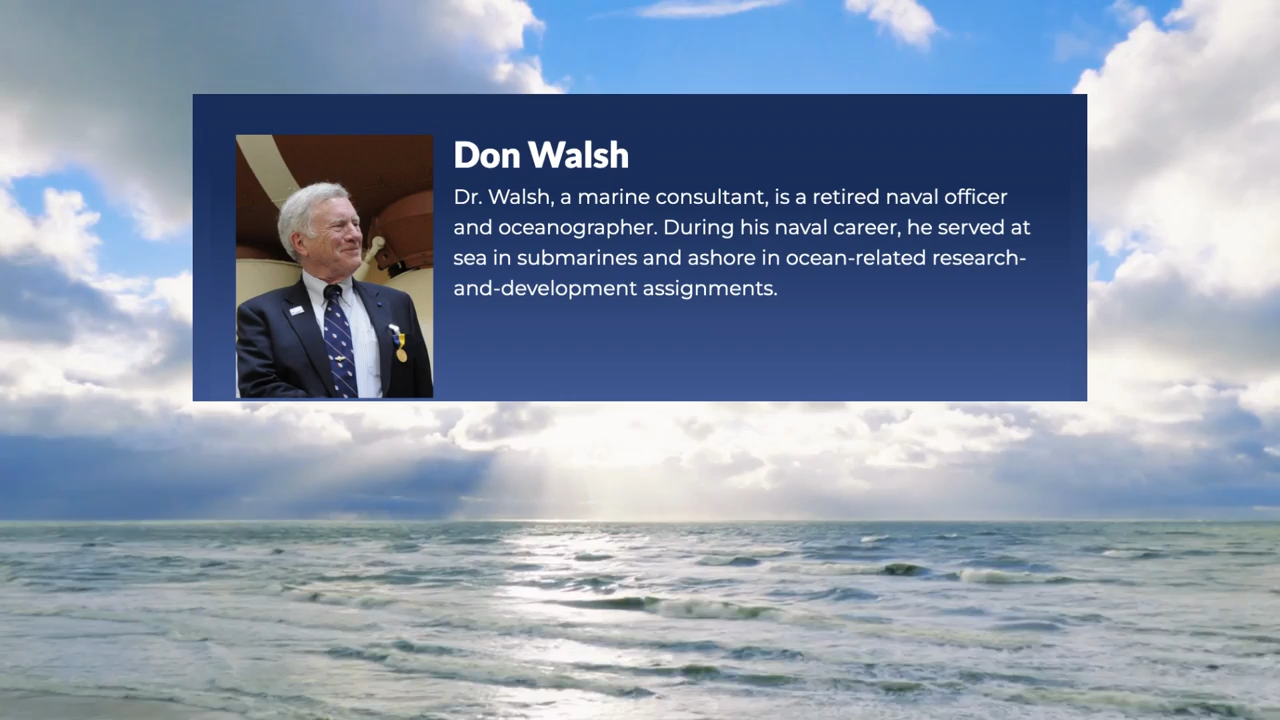 Don Walsh
Dr. Walsh, a marine consultant, is a retired naval officer
and oceanographer. During his naval career, he served at
sea in submarines and ashore in ocean-related research-
and-development assignments.